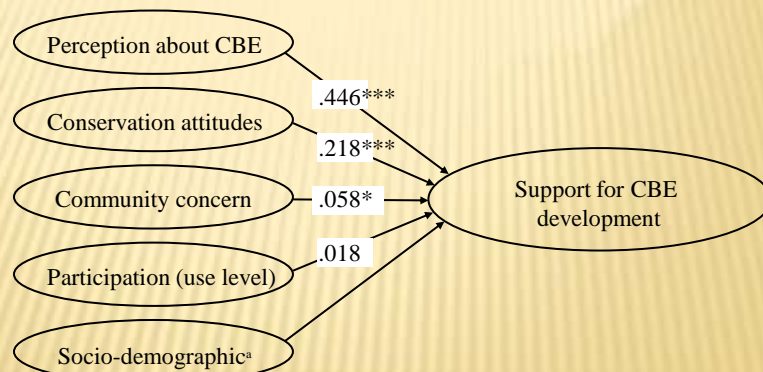 Perception about CBE
.446***
Conservation attitudes
.218***
Community concern
.058*
Support for CBE
development
Participation (use level)
.018
Socio-demographicᵃ